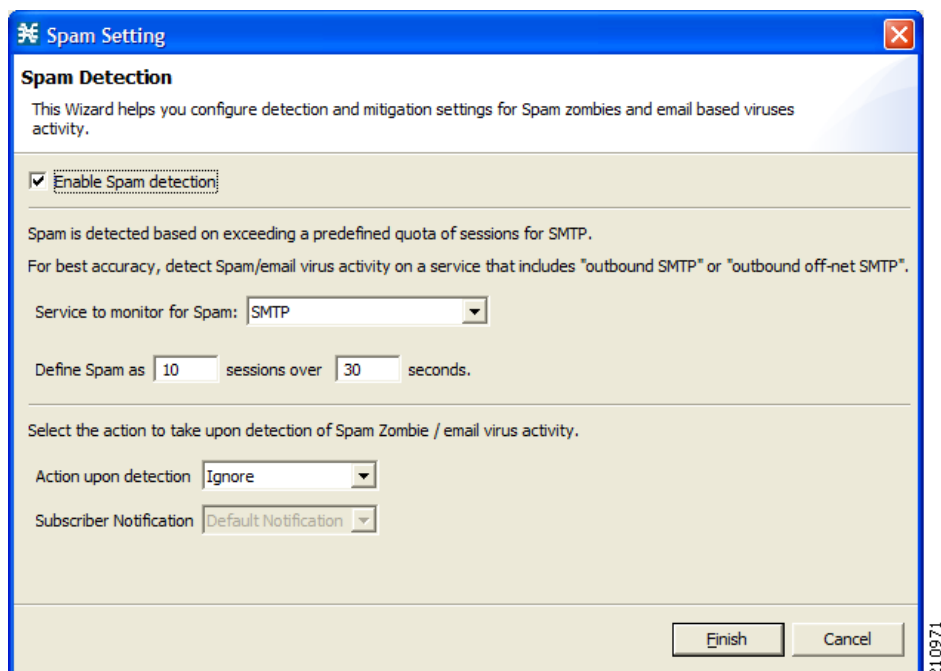 Spam Setting
Spam Detection
This Wizard helps you configure detection and mitigation settings for Spam zombies and email based viruses
activity.
Enable Spam detection
Spam is detected based on exceeding a predefined quota of sessions for SMTP.
For best accuracy, detect Spam/email virus activity on a service that includes "outbound SMTP" or "outbound off-net SMTP".
Service to monitor for Spam: SMTP
Define Spam as 10 sessions over 30 seconds.
Select the action to take upon detection of Spam Zombie / email virus activity.
Action upon detection Ignore
Subscriber Notification Default Notification
Finish Cancel